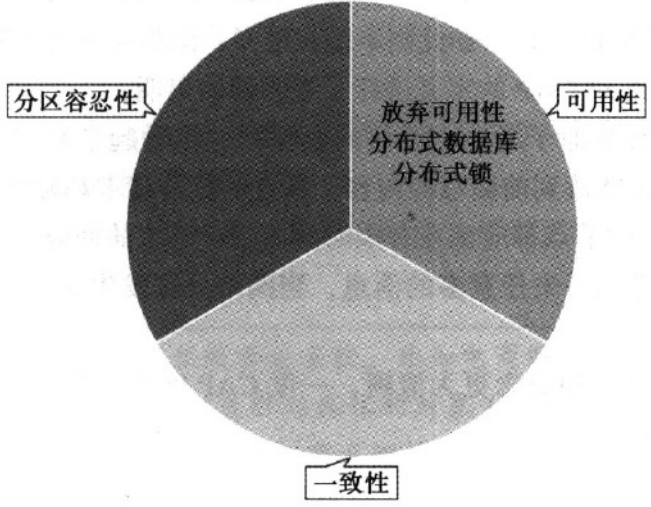 分区容忍性
放弃可用性
分布式数据库
分布式锁
可用性
一致性